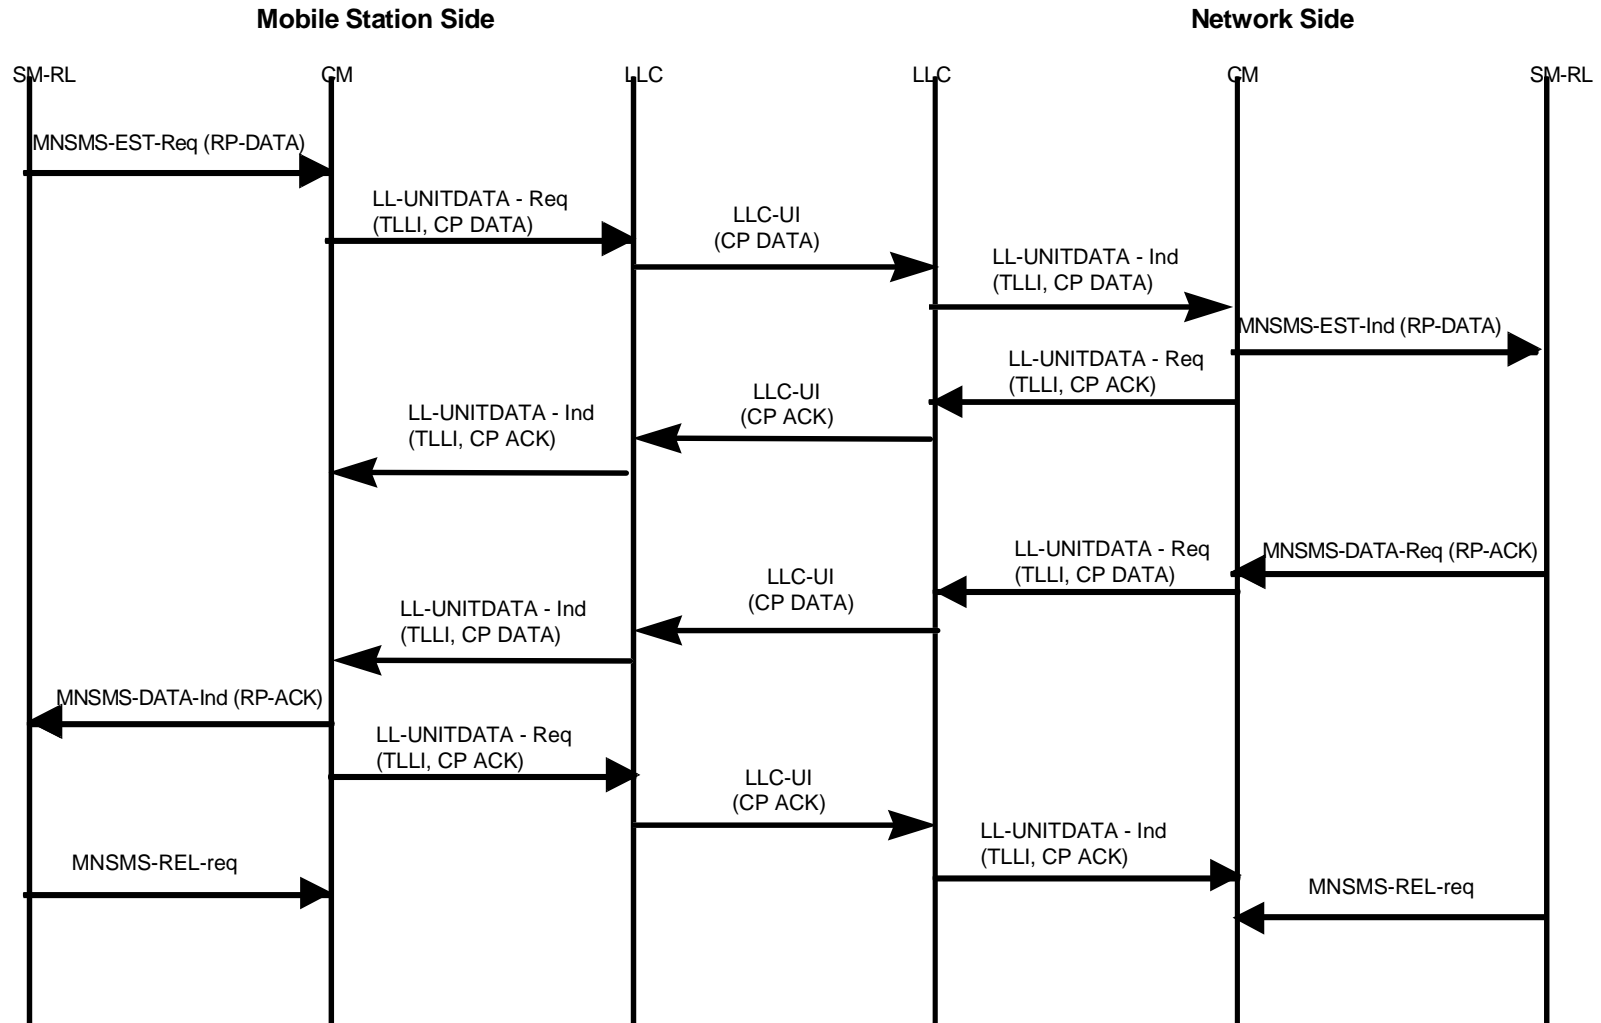 Mobile Station Side
Network Side
SM-RL
CM
LLC
LLC
CM
SM-RL
MNSMS-EST-Req (RP-DATA)
LL-UNITDATA - Req
(TLLI, CP DATA)
LLC-UI
(CP DATA)
LL-UNITDATA - Ind
(TLLI, CP DATA)
MNSMS-EST-Ind (RP-DATA)
LL-UNITDATA - Req
(TLLI, CP ACK)
LLC-UI
(CP ACK)
LL-UNITDATA - Ind
(TLLI, CP ACK)
MNSMS-DATA-Req (RP-ACK)
LL-UNITDATA - Req
(TLLI, CP DATA)
LLC-UI
(CP DATA)
LL-UNITDATA - Ind
(TLLI, CP DATA)
MNSMS-DATA-Ind (RP-ACK)
LL-UNITDATA - Req
(TLLI, CP ACK)
LLC-UI
(CP ACK)
LL-UNITDATA - Ind
(TLLI, CP ACK)
MNSMS-REL-req
MNSMS-REL-req